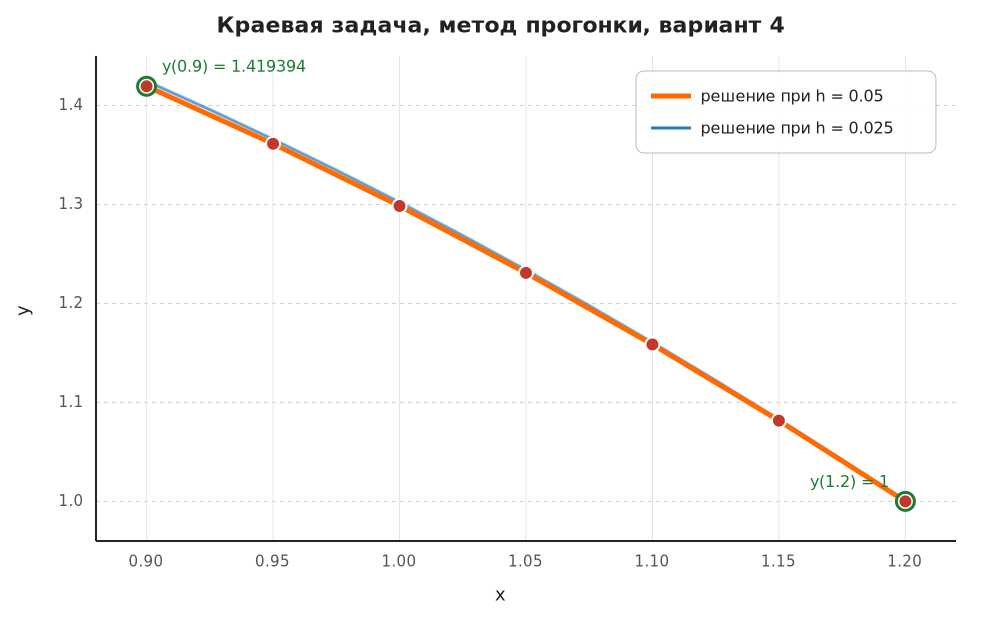 Краевая задача, метод прогонки, вариант 4
y(0.9) = 1.419394
решение при h = 0.05
решение при h = 0.025
1.4
1.3
1.2
1.1
1.0
y
y(1.2) = 1
0.90 0.95 1.00 1.05 1.10 1.15 1.20
x